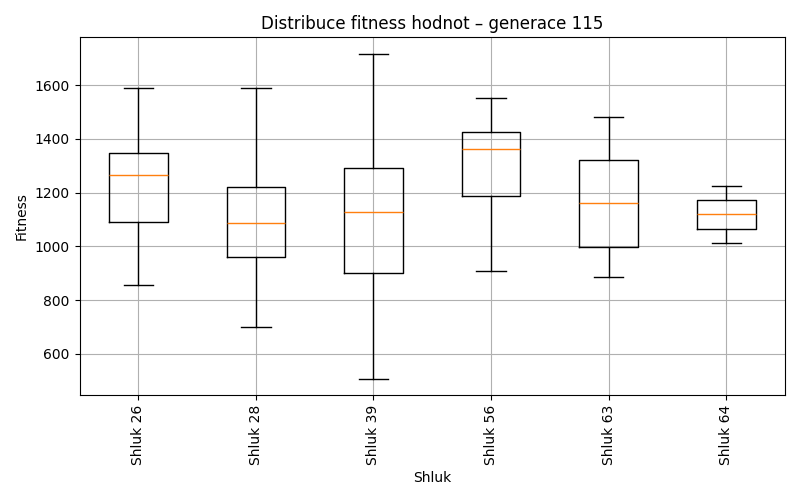 Distribuce fitness hodnot – generace 115
Fitness
1600
1400
1200
1000
800
600
Shluk 26
Shluk 28
Shluk 39
Shluk 56
Shluk 63
Shluk 64
Shluk